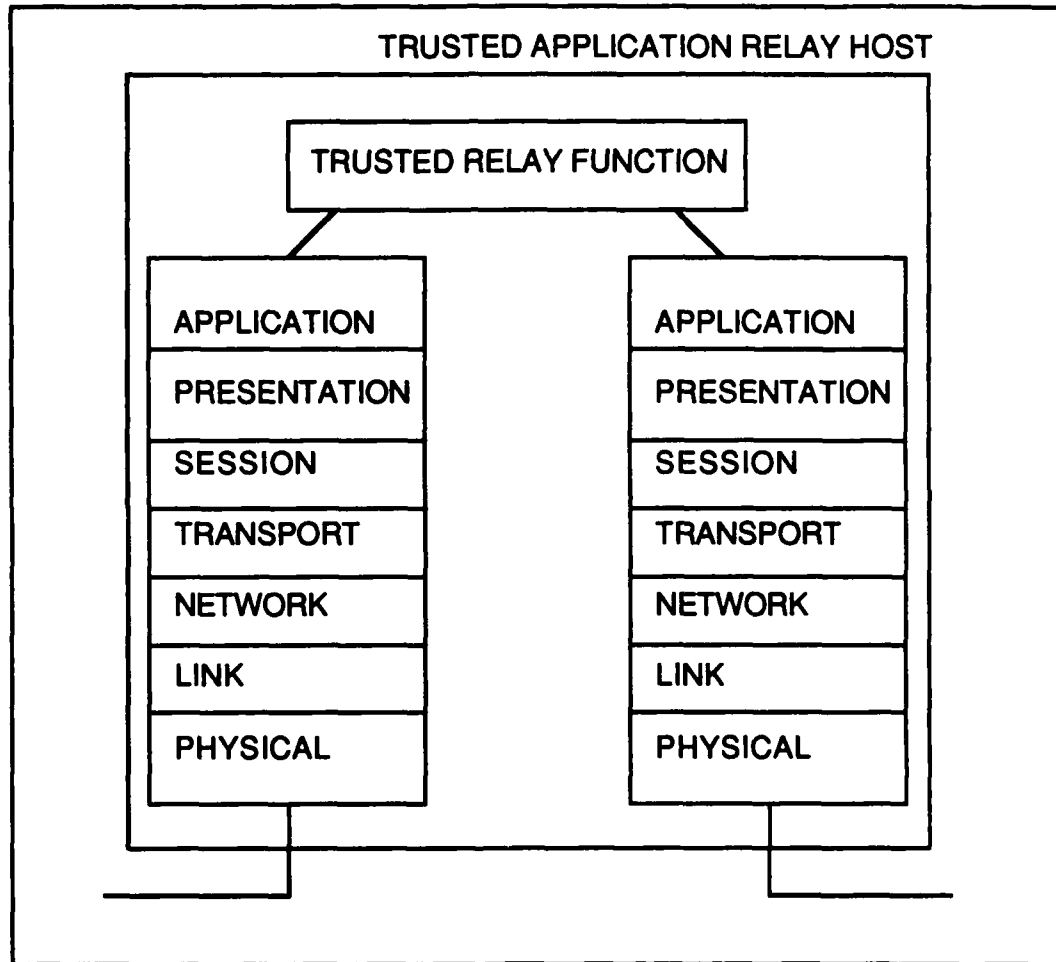 TRUSTED APPLICATION RELAY HOST
TRUSTED RELAY FUNCTION
APPLICATION
PRESENTATION
SESSION
TRANSPORT
NETWORK
LINK
PHYSICAL
APPLICATION
PRESENTATION
SESSION
TRANSPORT
NETWORK
LINK
PHYSICAL